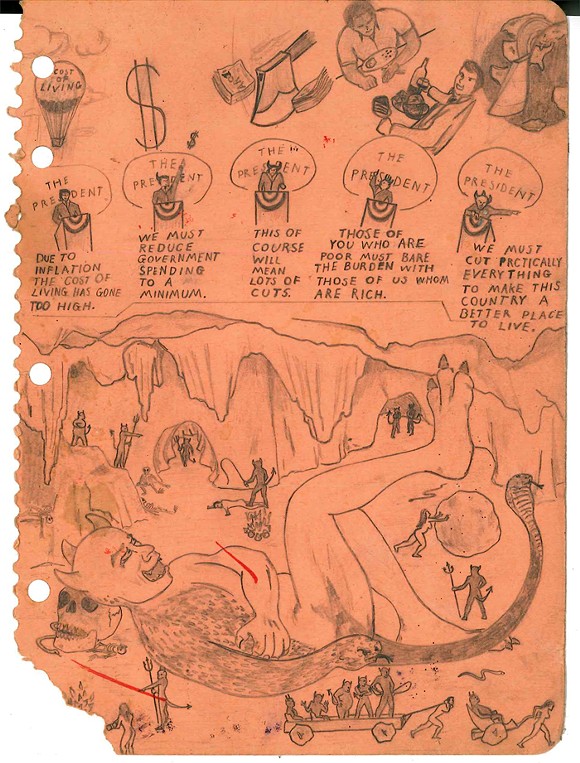 COST
OF
LIVING
$
$
THE
PRESIDENT
DUE TO
INFLATION
THE COST OF
LIVING HAS GONE
TOO HIGH.
THE
PRESIDENT
WE MUST
REDUCE
GOVERNMENT
SPENDING
TO A
MINIMUM.
THE
PRESIDENT
THIS OF
COURSE
WILL
MEAN
LOTS OF
CUTS.
THE
PRESIDENT
THOSE OF
YOU WHO ARE
POOR MUST BARE
THE BURDEN WITH
THOSE OF US WHOM
ARE RICH.
THE
PRESIDENT
WE MUST
CUT PRCTICALLY
EVERYTHING
TO MAKE THIS
COUNTRY A
BETTER PLACE
TO LIVE.